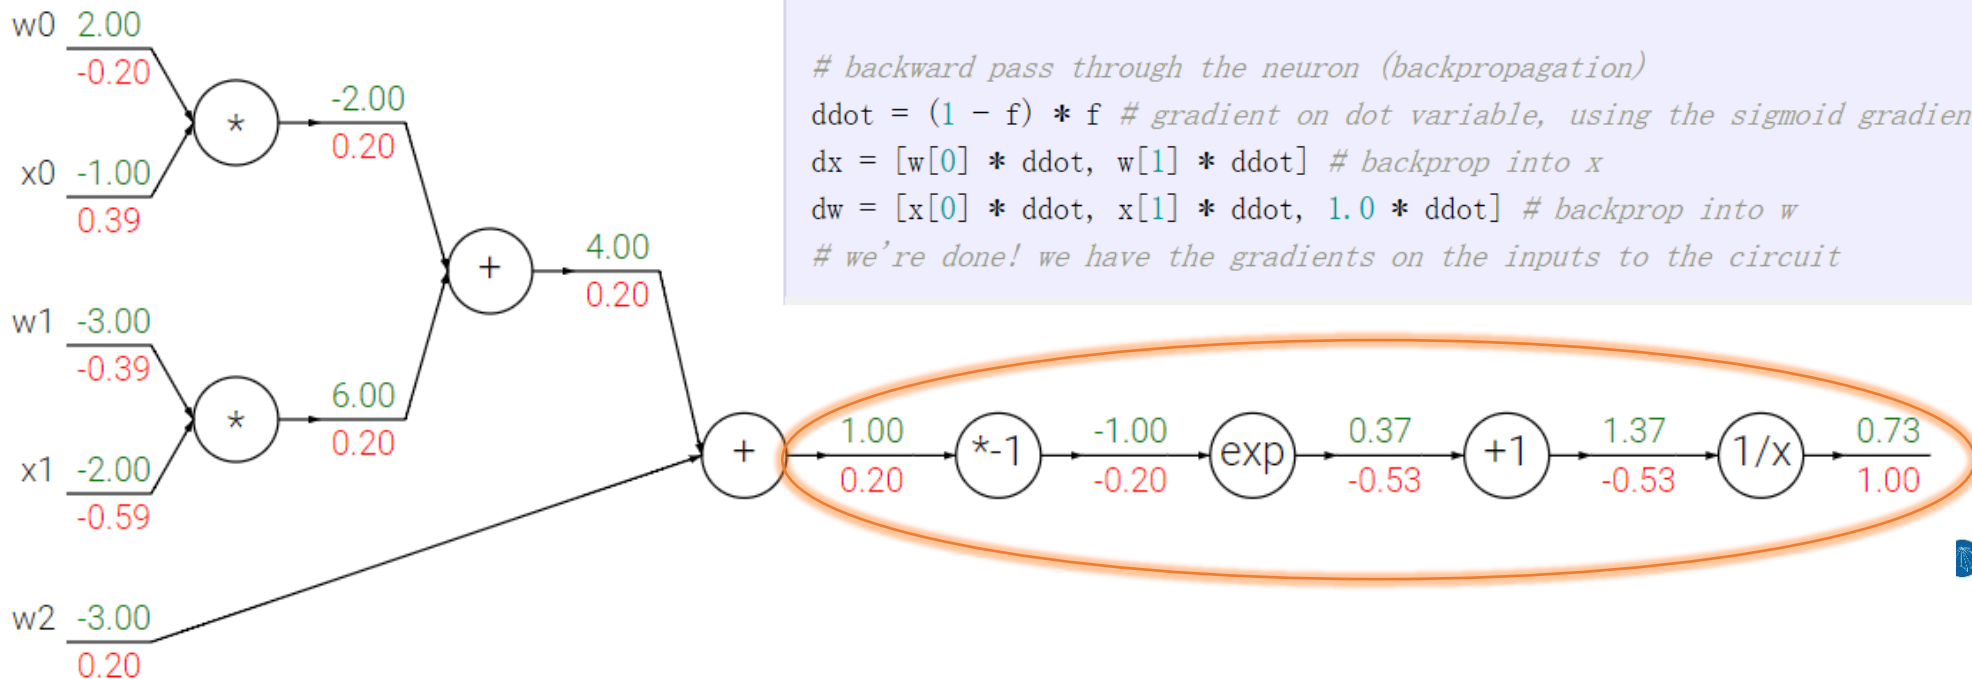 w0 2.00
-0.20
*
-2.00
0.20
x0 -1.00
0.39
+
4.00
0.20
w1 -3.00
-0.39
*
6.00
0.20
x1 -2.00
-0.59
w2 -3.00
0.20
+
1.00
0.20
*-1
-1.00
-0.20
exp
0.37
-0.53
+1
1.37
-0.53
1/x
0.73
1.00
# backward pass through the neuron (backpropagation)
ddot = (1 - f) * f # gradient on dot variable, using the sigmoid gradien
dx = [w[0] * ddot, w[1] * ddot] # backprop into x
dw = [x[0] * ddot, x[1] * ddot, 1.0 * ddot] # backprop into w
# we're done! we have the gradients on the inputs to the circuit